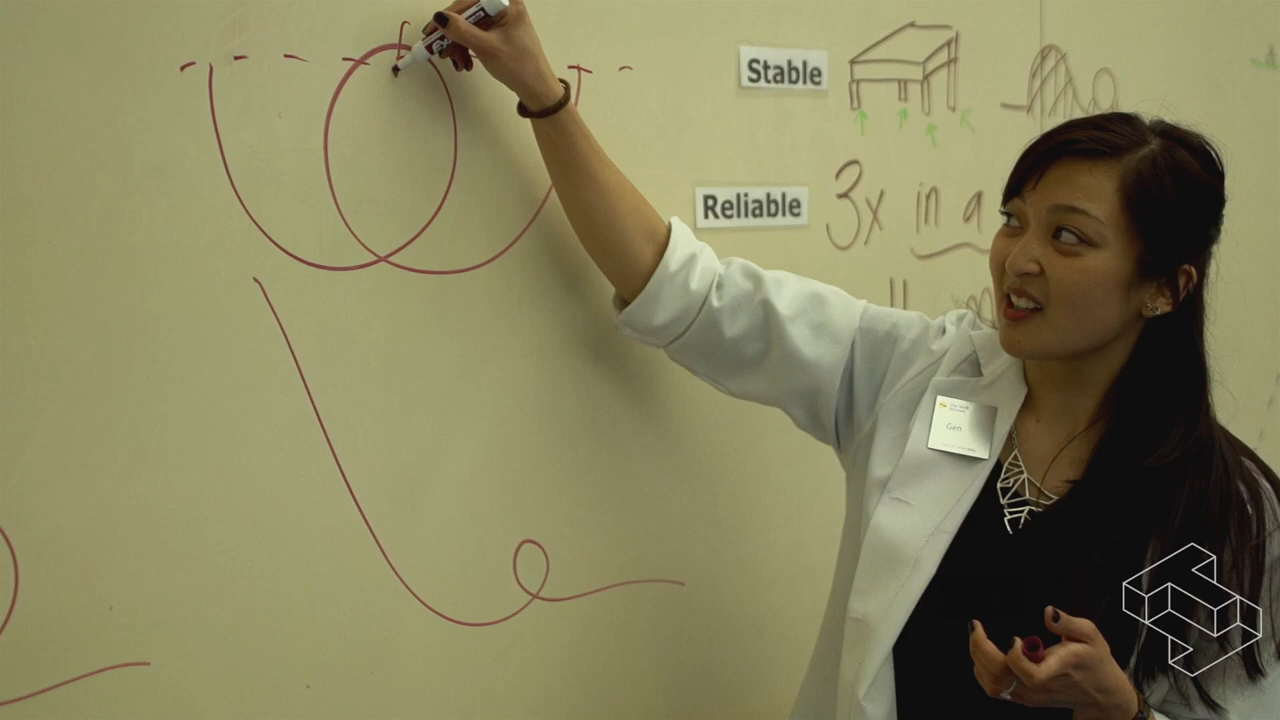 Stable
Reliable
3x in a
Gen